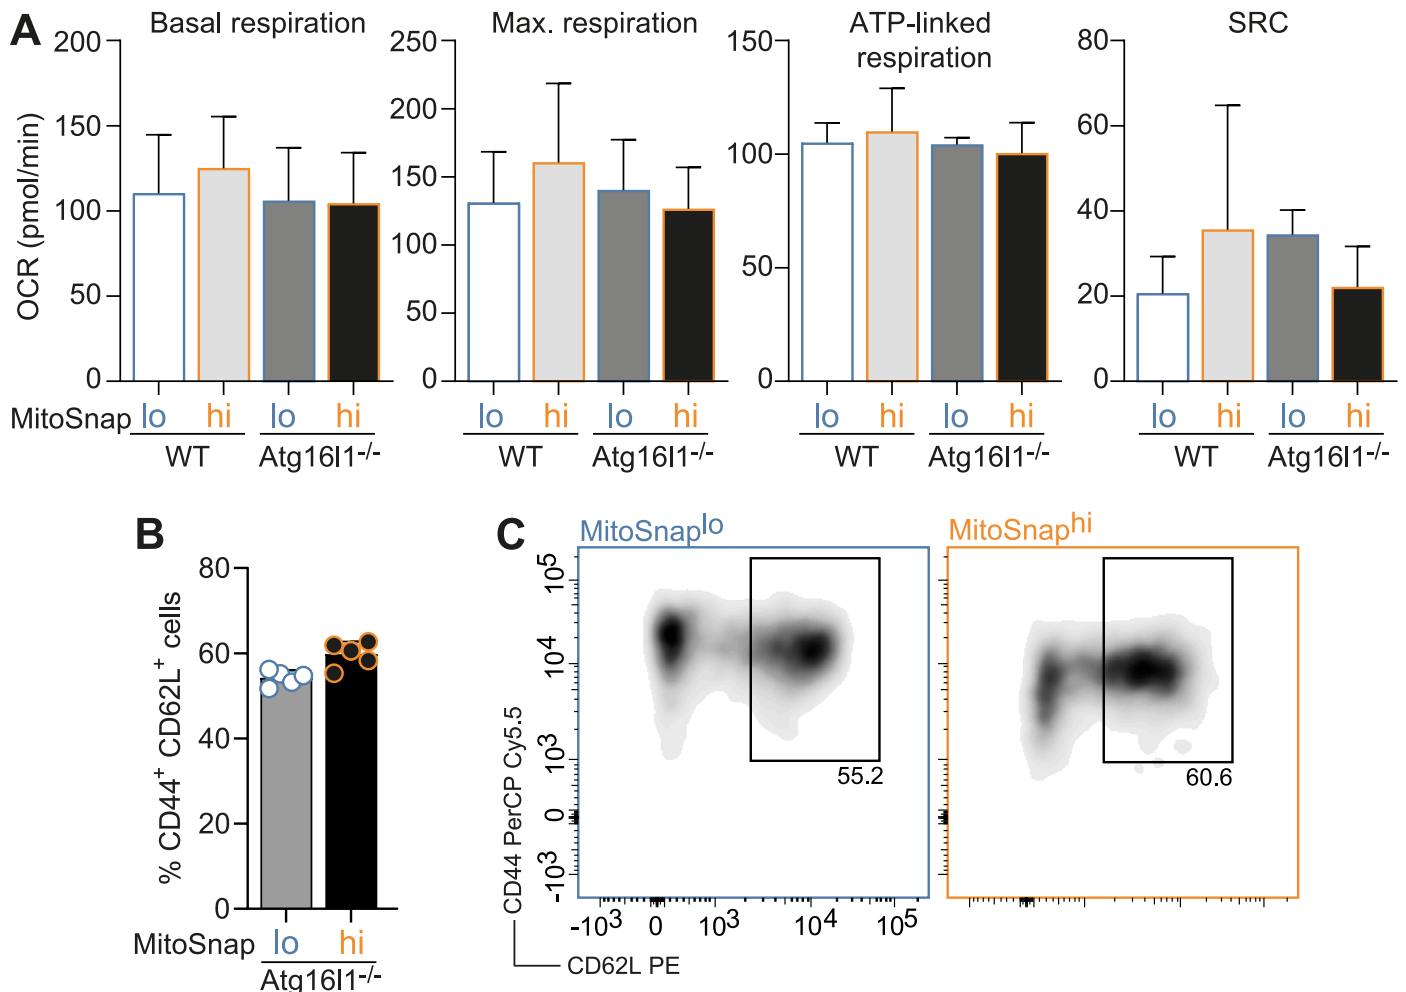 A
Basal respiration
Max. respiration
ATP-linked
respiration
SRC
OCR (pmol/min)
200
150
100
50
0
250
200
150
100
50
0
150
100
50
0
80
60
40
20
0
MitoSnap lo hi lo hi
lo hi lo hi
lo hi lo hi
lo hi lo hi
WT Atg16l1-/-
WT Atg16l1-/-
WT Atg16l1-/-
WT Atg16l1-/-
B
% CD44+ CD62L+ cells
80
60
40
20
0
MitoSnap lo hi
Atg16l1-/-
C
MitoSnaplo
MitoSnaphi
CD44 PerCP Cy5.5
105
104
103
0
-103
55.2
60.6
-103 0 103 104 105
CD62L PE